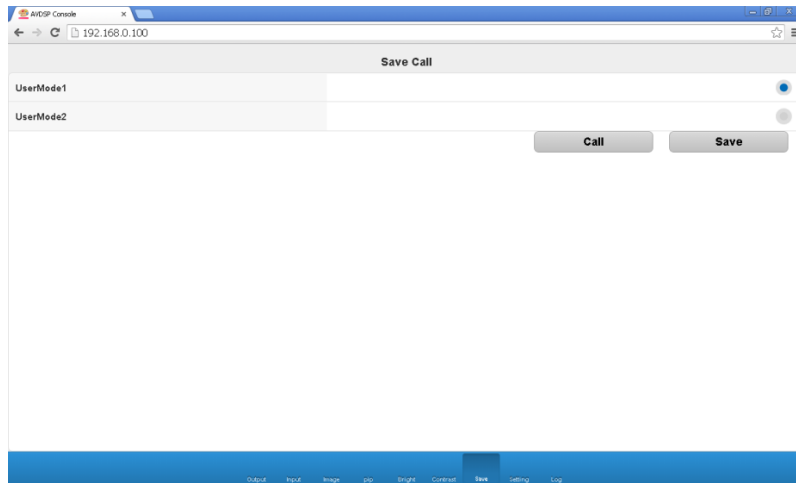 AVDSP Console
192.168.0.100
Save Call
UserMode1
UserMode2
Call Save
Output Input Image pip Bright Contrast Save Setting Log